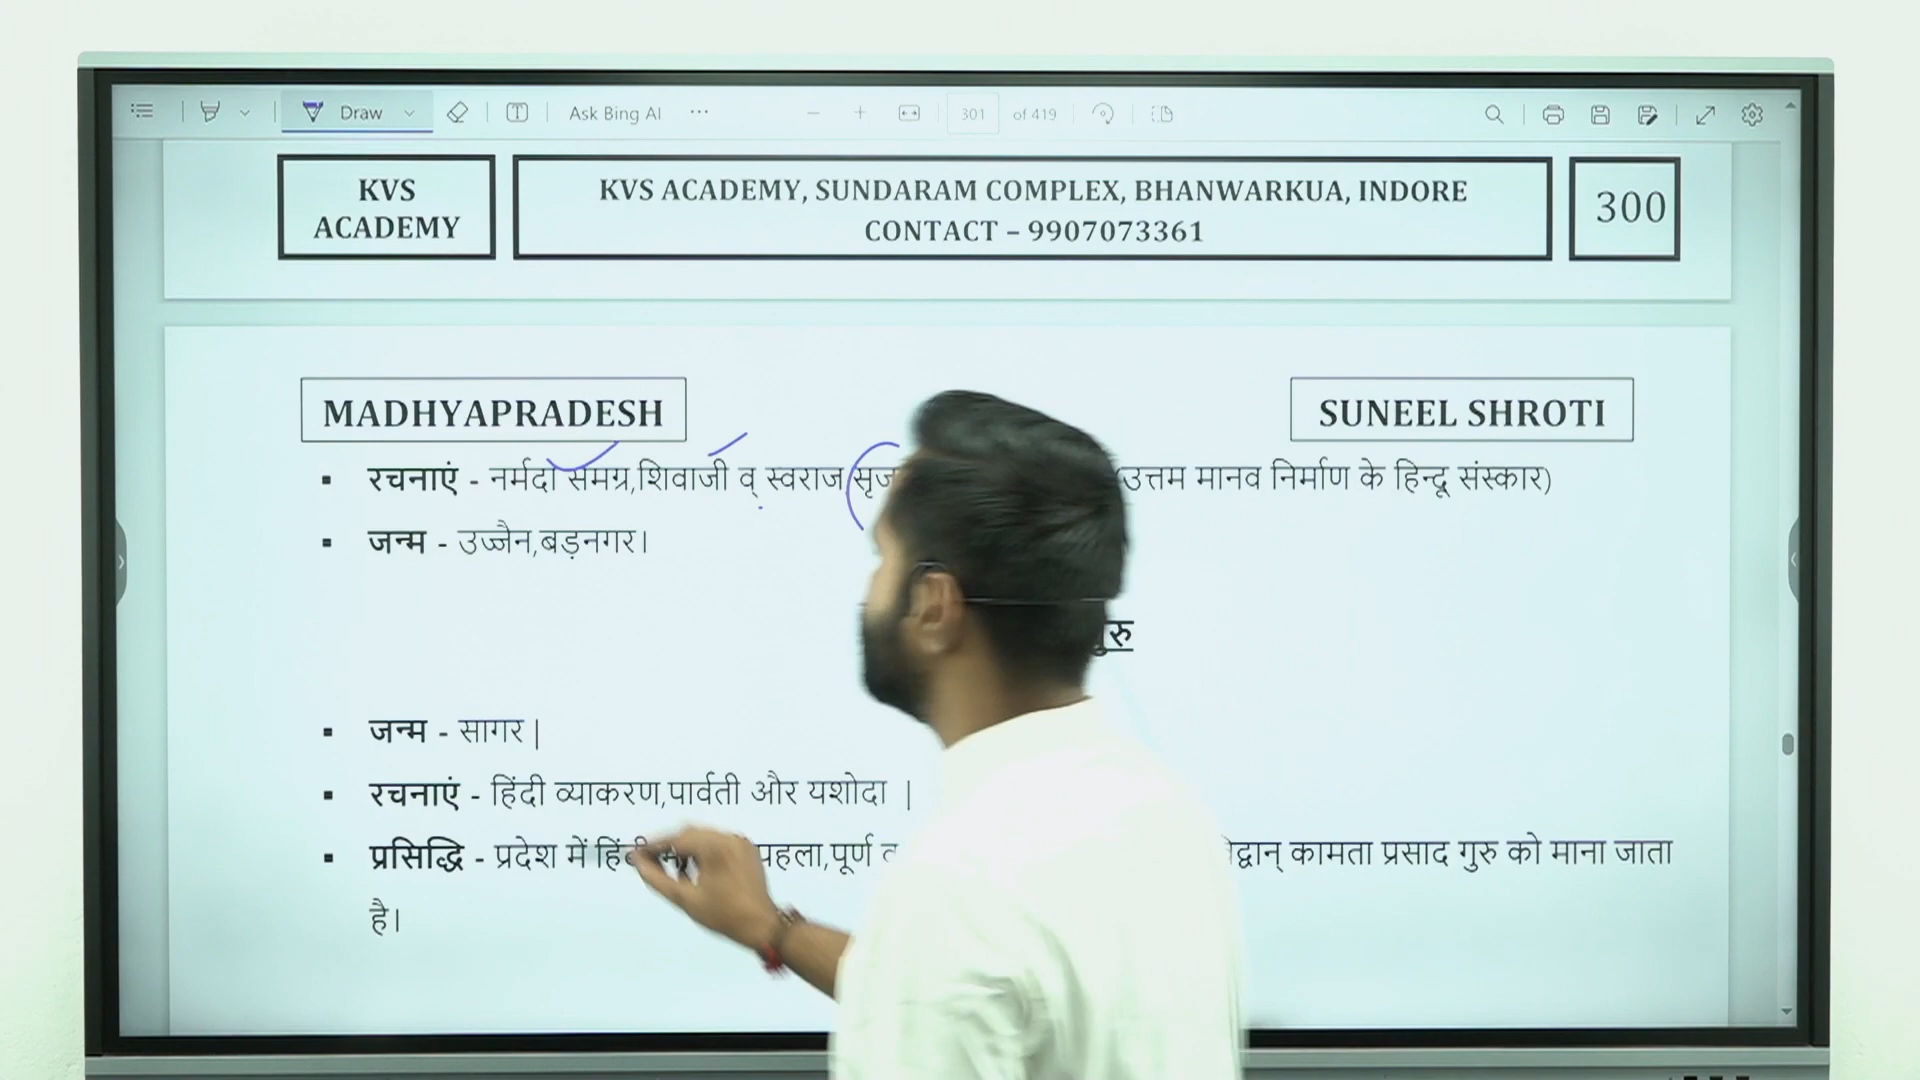 Draw
Ask Bing AI
301 of 419
KVS
ACADEMY
KVS ACADEMY, SUNDARAM COMPLEX, BHANWARKUA, INDORE
CONTACT – 9907073361
300
MADHYAPRADESH
SUNEEL SHROTI
▪ रचनाएं - नर्मदा समग्र,शिवाजी व् स्वराज उत्तम मानव निर्माण के हिन्दू संस्कार)
▪ जन्म - उज्जैन,बड़नगर।
▪ जन्म - सागर |
▪ रचनाएं - हिंदी व्याकरण,पार्वती और यशोदा |
▪ प्रसिद्धि - प्रदेश में पहला,पूर्ण कामता प्रसाद गुरु को माना जाता
है।